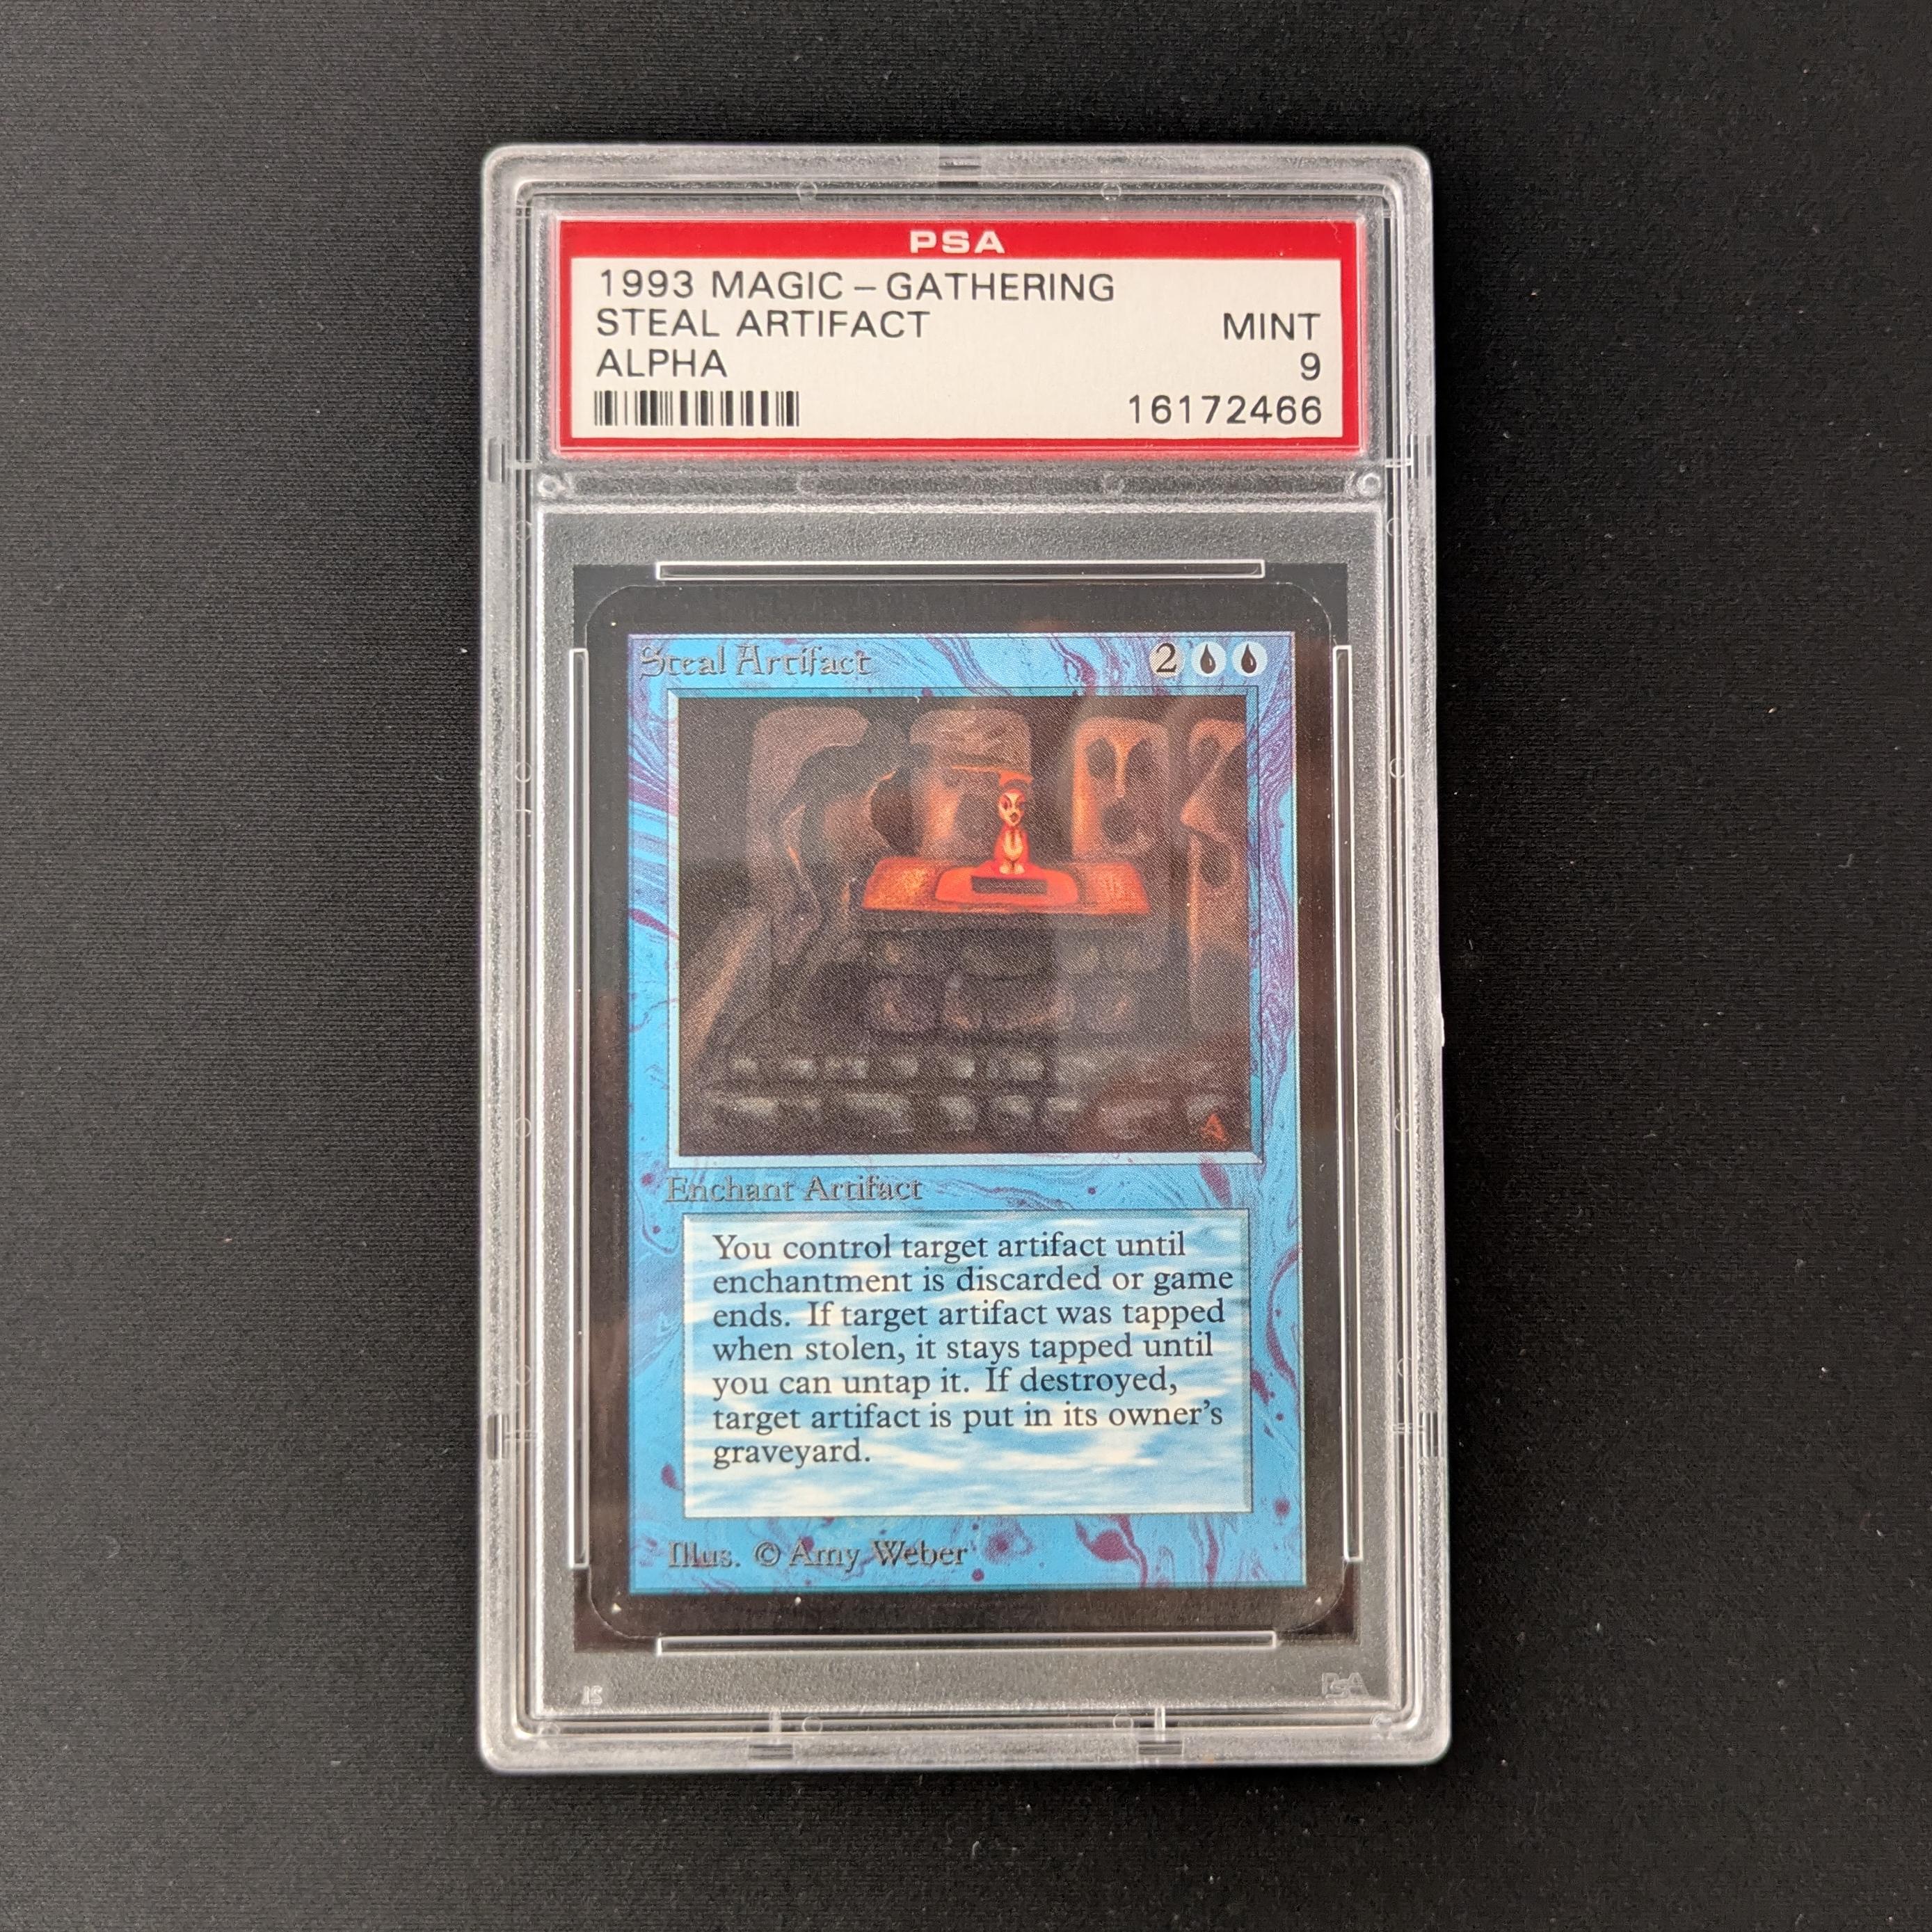 PSA
1993 MAGIC – GATHERING
STEAL ARTIFACT MINT
ALPHA 9
16172466
Steal Artifact 2
A
Enchant Artifact
You control target artifact until
enchantment is discarded or game
ends. If target artifact was tapped
when stolen, it stays tapped until
you can untap it. If destroyed,
target artifact is put in its owner's
graveyard.
Illus. © Amy Weber
PSA